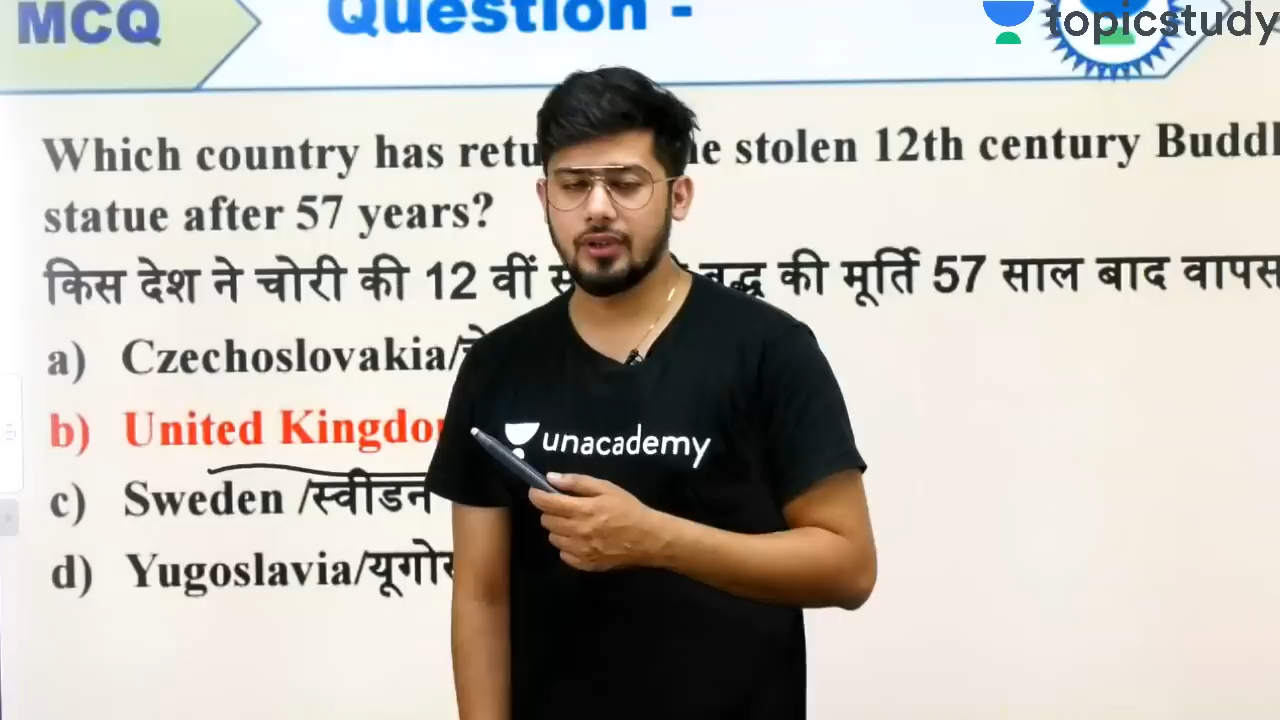 MCQ
Question -
topicstudy
Which country has retu e stolen 12th century Budd
statue after 57 years?
किस देश ने चोरी की 12 वीं की मूर्ति 57 साल बाद वापस
a) Czechoslovakia/
b) United Kingdo
c) Sweden /स्वीडन
d) Yugoslavia/
unacademy